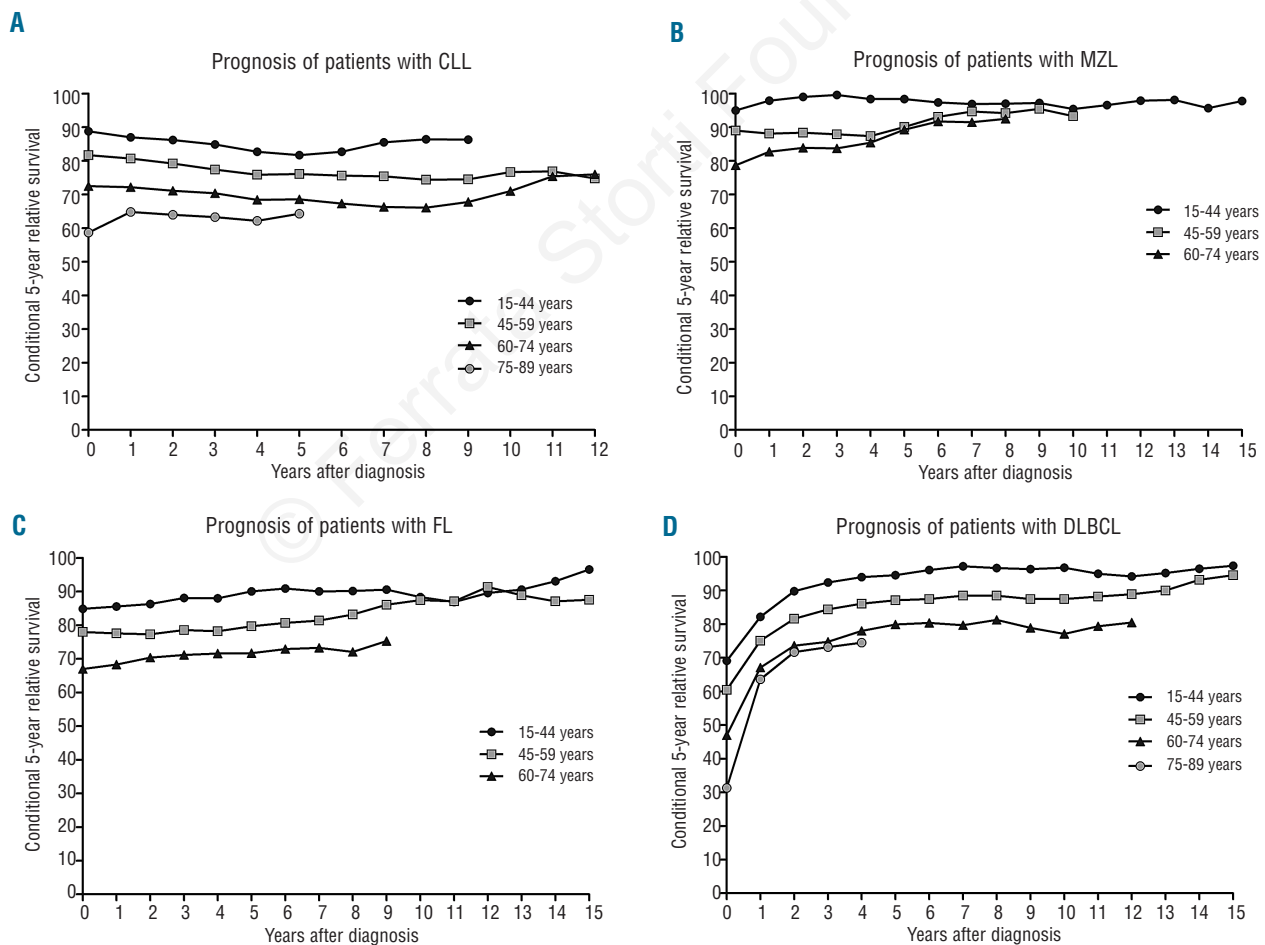 A
Prognosis of patients with CLL
Conditional 5-year relative survival
100
90
80
70
60
50
40
30
20
10
0
15-44 years
45-59 years
60-74 years
75-89 years
0 1 2 3 4 5 6 7 8 9 10 11 12
Years after diagnosis
B
Prognosis of patients with MZL
Conditional 5-year relative survival
100
90
80
70
60
50
40
30
20
10
0
15-44 years
45-59 years
60-74 years
0 1 2 3 4 5 6 7 8 9 10 11 12 13 14 15
Years after diagnosis
C
Prognosis of patients with FL
Conditional 5-year relative survival
100
90
80
70
60
50
40
30
20
10
0
15-44 years
45-59 years
60-74 years
0 1 2 3 4 5 6 7 8 9 10 11 12 13 14 15
Years after diagnosis
D
Prognosis of patients with DLBCL
Conditional 5-year relative survival
100
90
80
70
60
50
40
30
20
10
0
15-44 years
45-59 years
60-74 years
75-89 years
0 1 2 3 4 5 6 7 8 9 10 11 12 13 14 15
Years after diagnosis
© Ferrata Storti